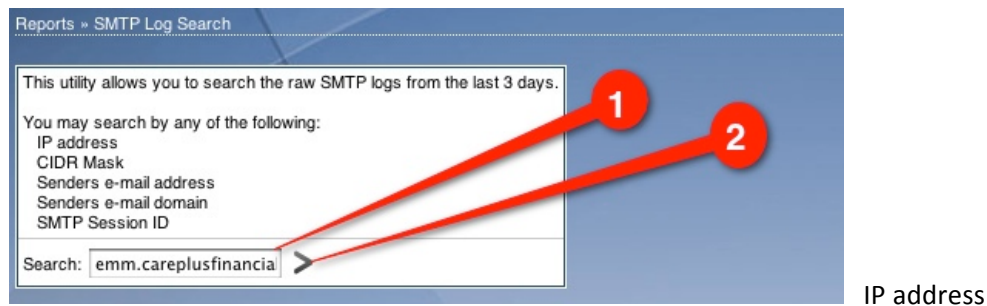 Reports » SMTP Log Search
This utility allows you to search the raw SMTP logs from the last 3 days.
You may search by any of the following:
IP address
CIDR Mask
Senders e-mail address
Senders e-mail domain
SMTP Session ID
Search: emm.careplusfinancia >
1
2
IP address